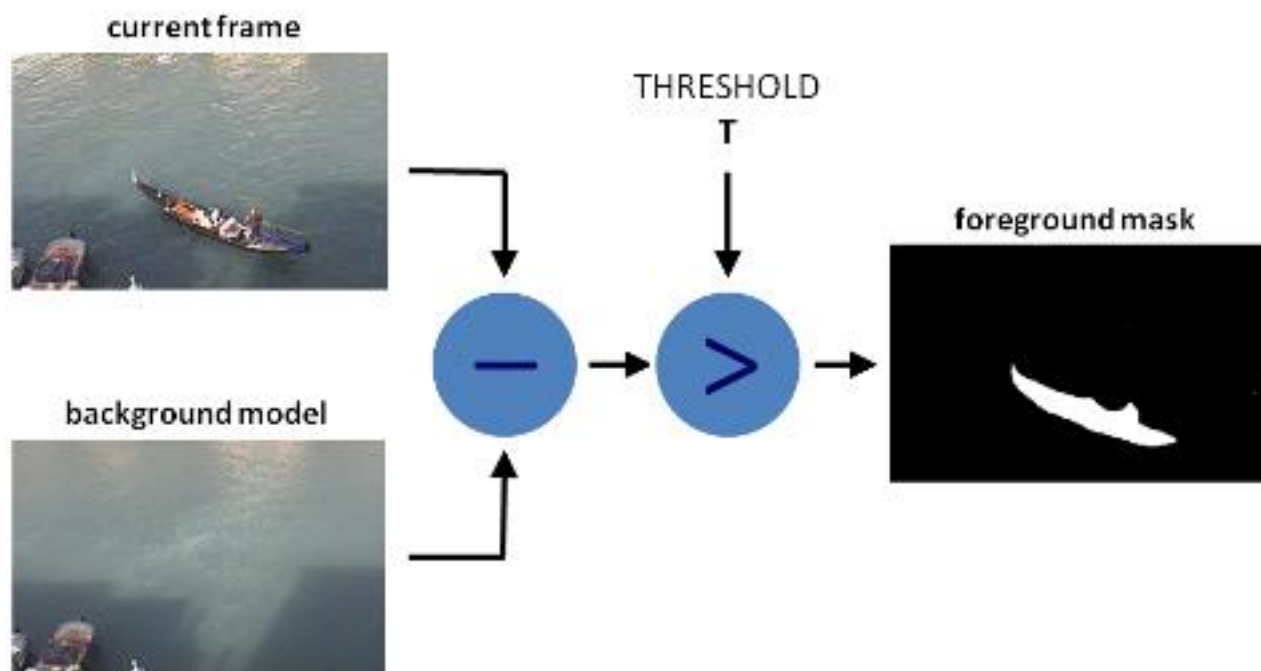 current frame
THRESHOLD
T
foreground mask
−
>
background model